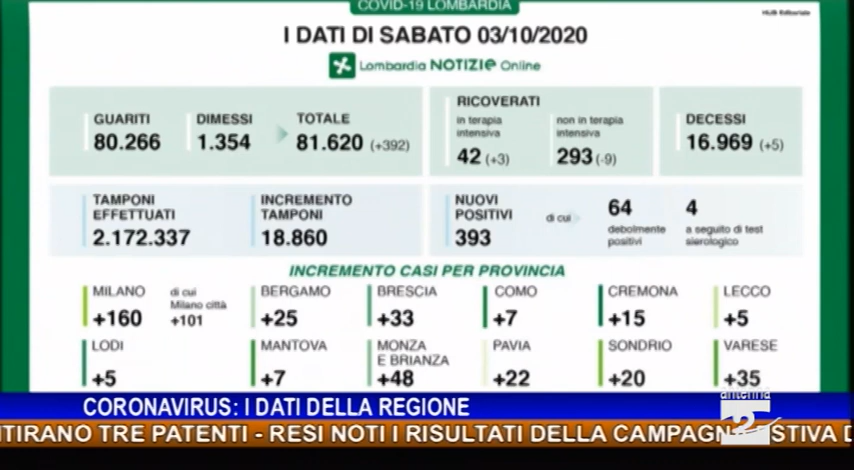 COVID-19 LOMBARDIA
HUB Editoriale
I DATI DI SABATO 03/10/2020
Lombardia NOTIZIE Online
GUARITI
80.266
DIMESSI
1.354
TOTALE
81.620 (+392)
RICOVERATI
in terapia
intensiva
42 (+3)
non in terapia
intensiva
293 (-9)
DECESSI
16.969 (+5)
TAMPONI
EFFETTUATI
2.172.337
INCREMENTO
TAMPONI
18.860
NUOVI
POSITIVI
393
di cui
64
debolmente
positivi
4
a seguito di test
sierologico
INCREMENTO CASI PER PROVINCIA
MILANO
+160
di cui
Milano città
+101
BERGAMO
+25
BRESCIA
+33
COMO
+7
CREMONA
+15
LECCO
+5
LODI
+5
MANTOVA
+7
MONZA
E BRIANZA
+48
PAVIA
+22
SONDRIO
+20
VARESE
+35
CORONAVIRUS: I DATI DELLA REGIONE
antenna
2
TIRANO TRE PATENTI - RESI NOTI I RISULTATI DELLA CAMPAGN STIVA D